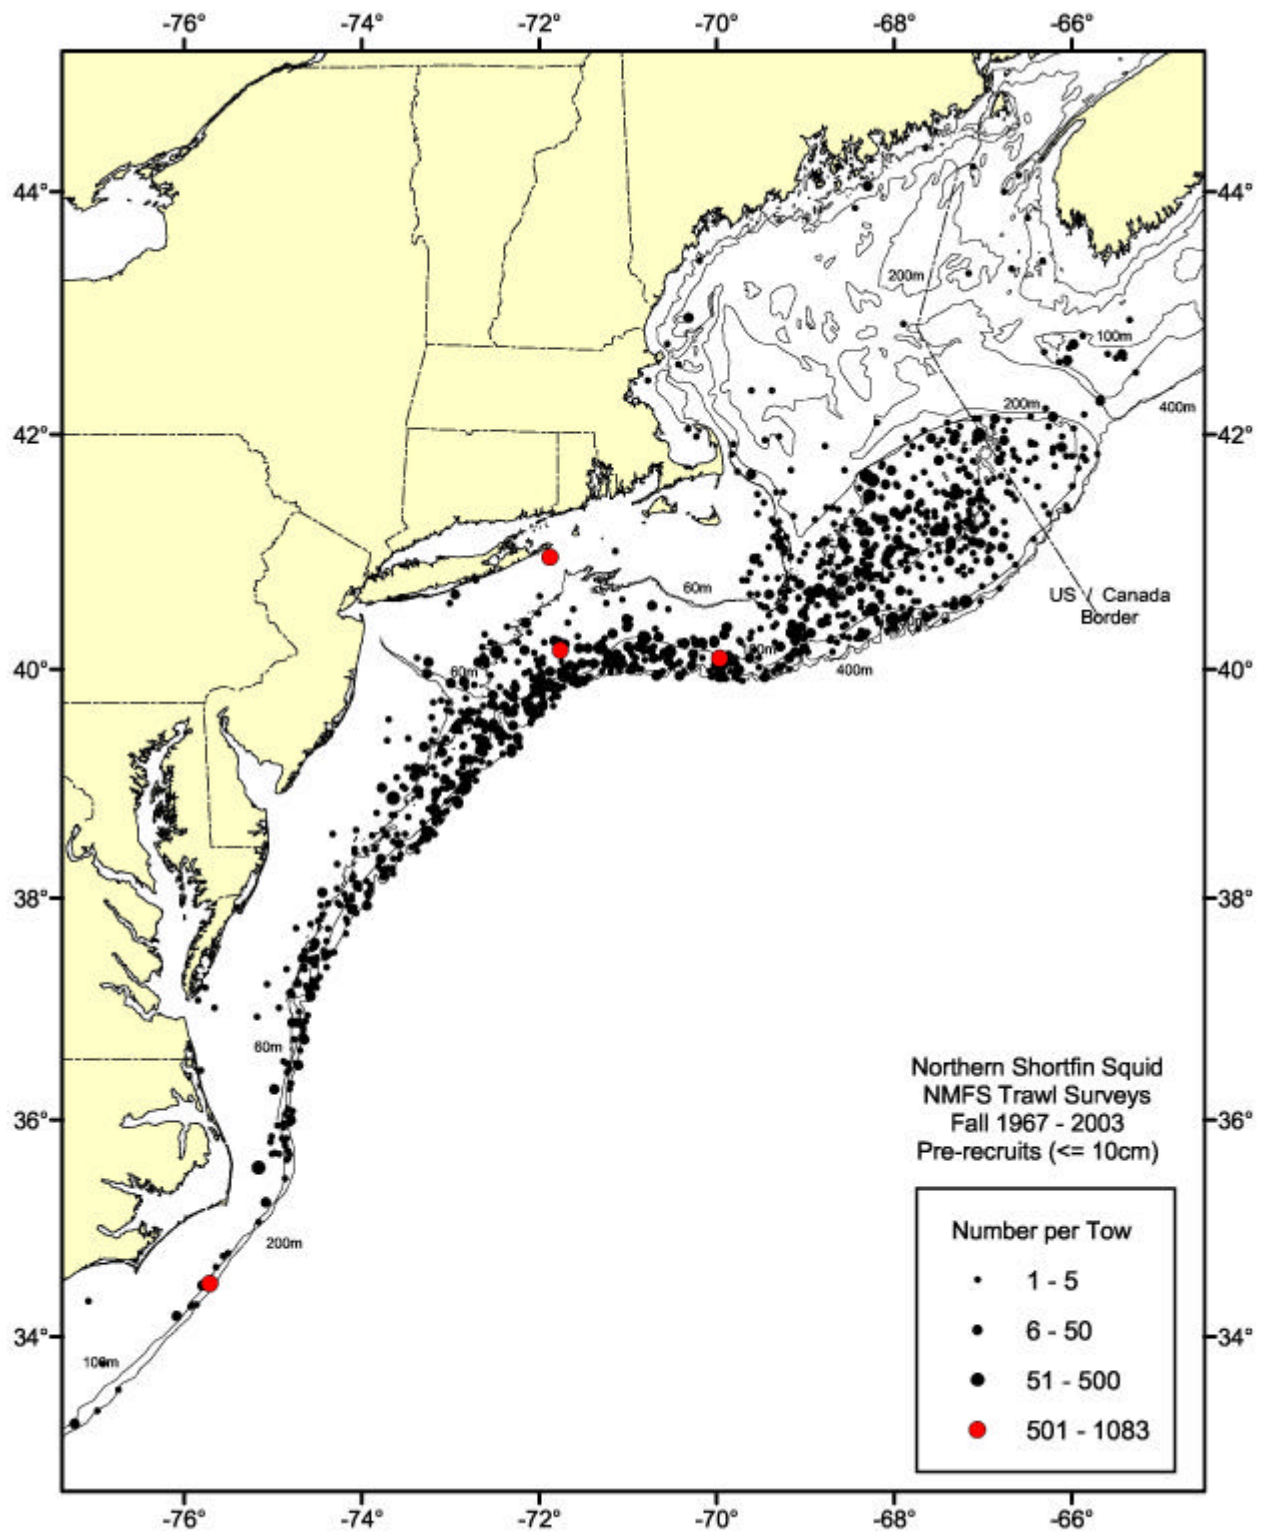 -76° -74° -72° -70° -68° -66°
44° 44°
200m
100m
200m
400m
42° 42°
60m
US / Canada
Border
400m
60m
40° 40°
38° 38°
60m
36° 36°
Northern Shortfin Squid
NMFS Trawl Surveys
Fall 1967 - 2003
Pre-recruits (<= 10cm)
Number per Tow
200m
1 - 5
6 - 50
34° 34°
100m
51 - 500
501 - 1083
-76° -74° -72° -70° -68° -66°